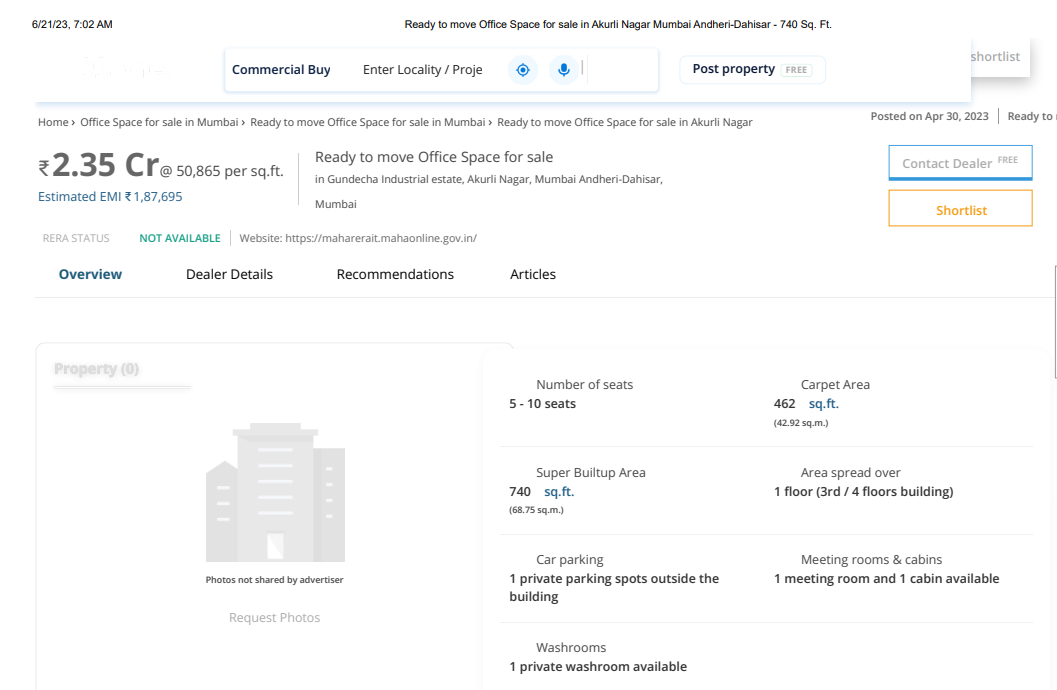 6/21/23, 7:02 AM
Ready to move Office Space for sale in Akurli Nagar Mumbai Andheri-Dahisar - 740 Sq. Ft.
Commercial Buy
Enter Locality / Proje
Post property FREE
shortlist
Home › Office Space for sale in Mumbai › Ready to move Office Space for sale in Mumbai › Ready to move Office Space for sale in Akurli Nagar
Posted on Apr 30, 2023
Ready to
₹ 2.35 Cr @ 50,865 per sq.ft.
Estimated EMI ₹ 1,87,695
Ready to move Office Space for sale
in Gundecha Industrial estate, Akurli Nagar, Mumbai Andheri-Dahisar,
Mumbai
Contact Dealer FREE
Shortlist
RERA STATUS NOT AVAILABLE
Website: https://maharerait.mahaonline.gov.in/
Overview
Dealer Details
Recommendations
Articles
Property (0)
Photos not shared by advertiser
Request Photos
Number of seats
5 - 10 seats
Carpet Area
462 sq.ft.
(42.92 sq.m.)
Super Builtup Area
740 sq.ft.
(68.75 sq.m.)
Area spread over
1 floor (3rd / 4 floors building)
Car parking
1 private parking spots outside the
building
Meeting rooms & cabins
1 meeting room and 1 cabin available
Washrooms
1 private washroom available